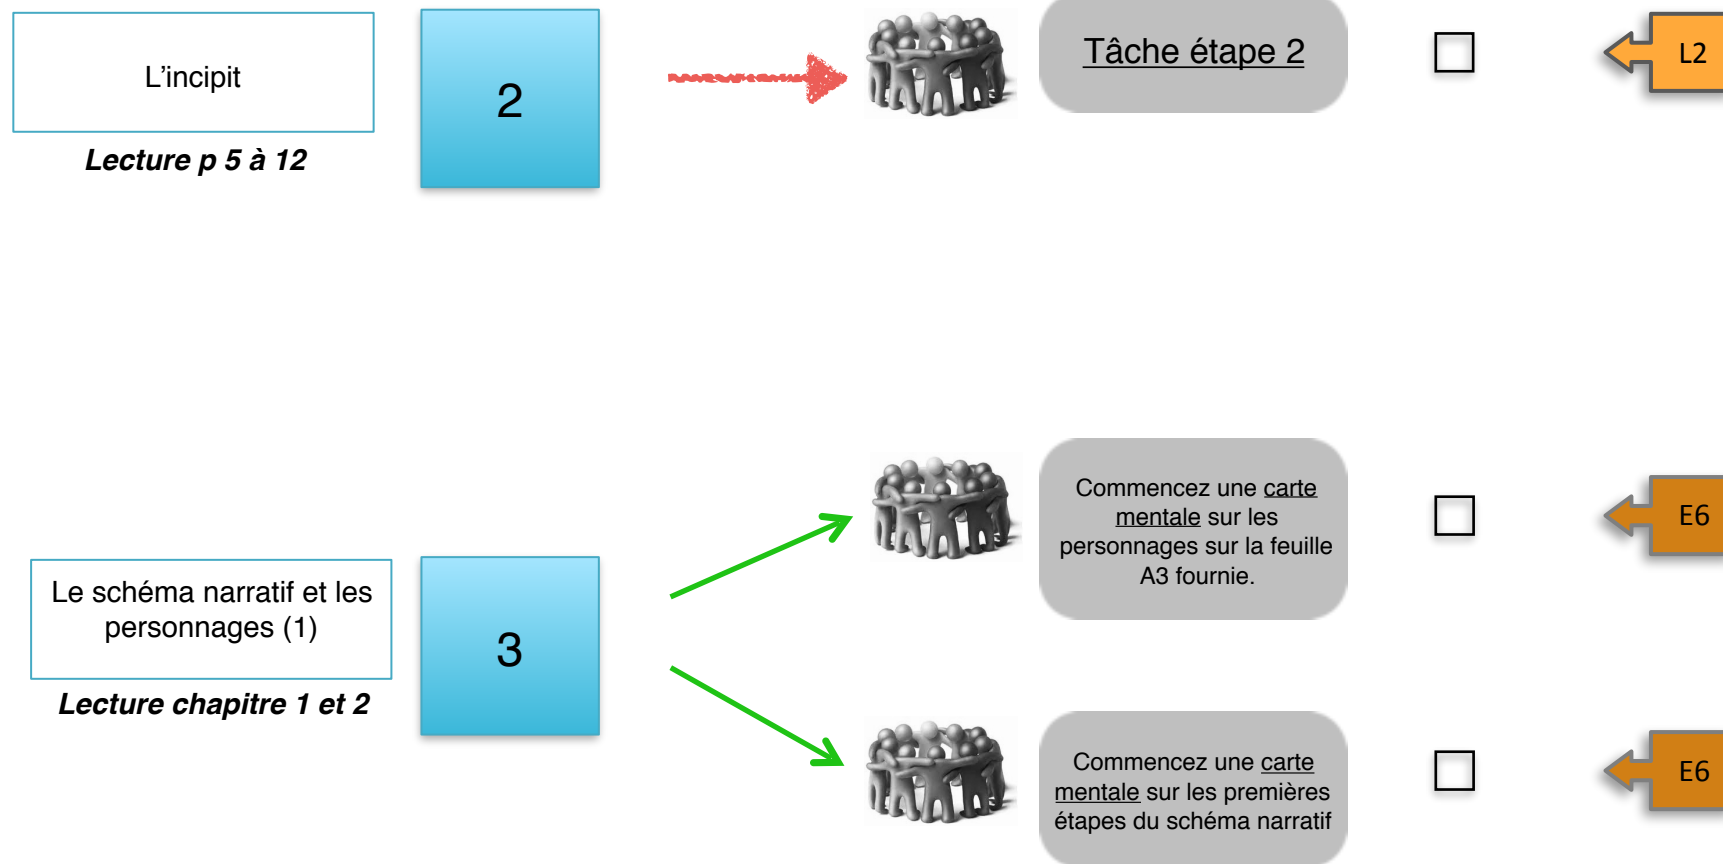 L'incipit
2
Tâche étape 2
L2
Lecture p 5 à 12
Commencez une carte
mentale sur les
personnages sur la feuille
A3 fournie.
E6
Le schéma narratif et les
personnages (1)
3
Lecture chapitre 1 et 2
Commencez une carte
mentale sur les premières
étapes du schéma narratif
E6